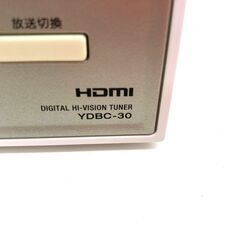 放送切換
HDMI
DIGITAL HI-VISION TUNER
YDBC-30